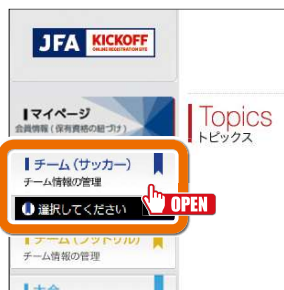 JFA KICKOFF
ONLINE REGISTRATION SITE
マイページ
会員情報（保有資格の紐づけ）
Topics
トピックス
チーム（サッカー）
チーム情報の管理
選択してください
OPEN
チーム（フットサル）
チーム情報の管理
大会